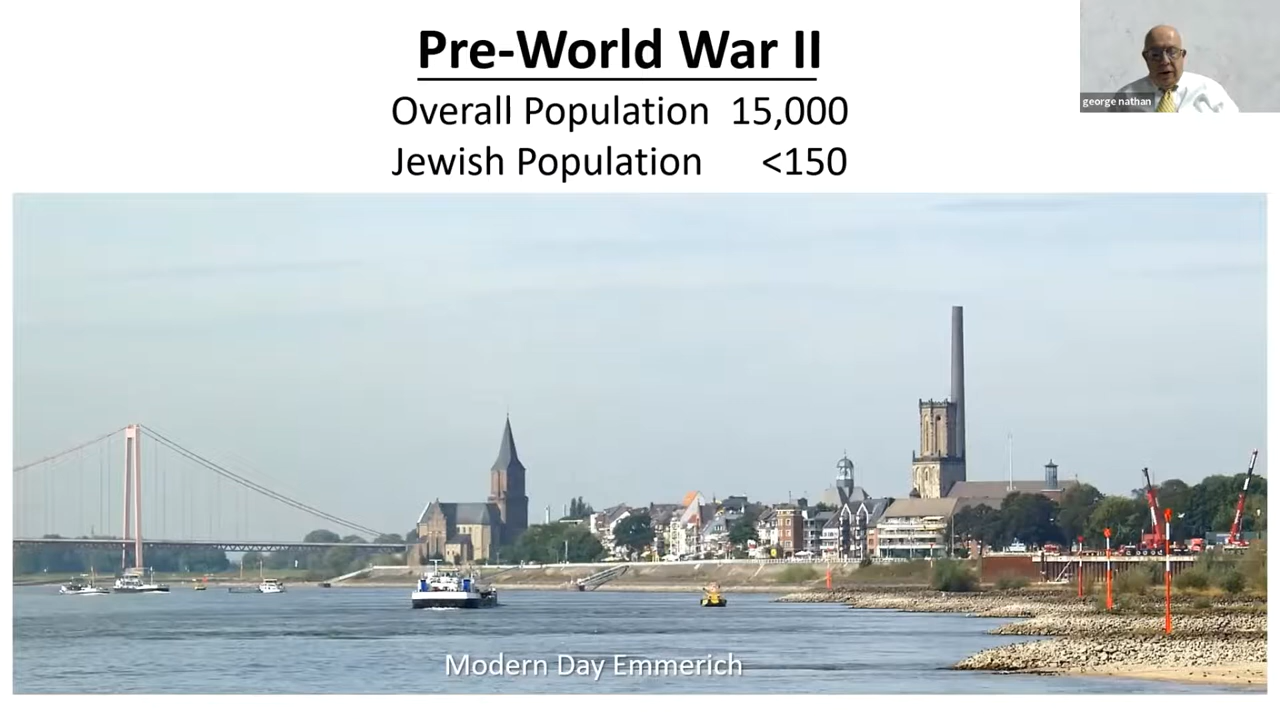 Pre-World War II
Overall Population 15,000
Jewish Population <150
george nathan
Modern Day Emmerich